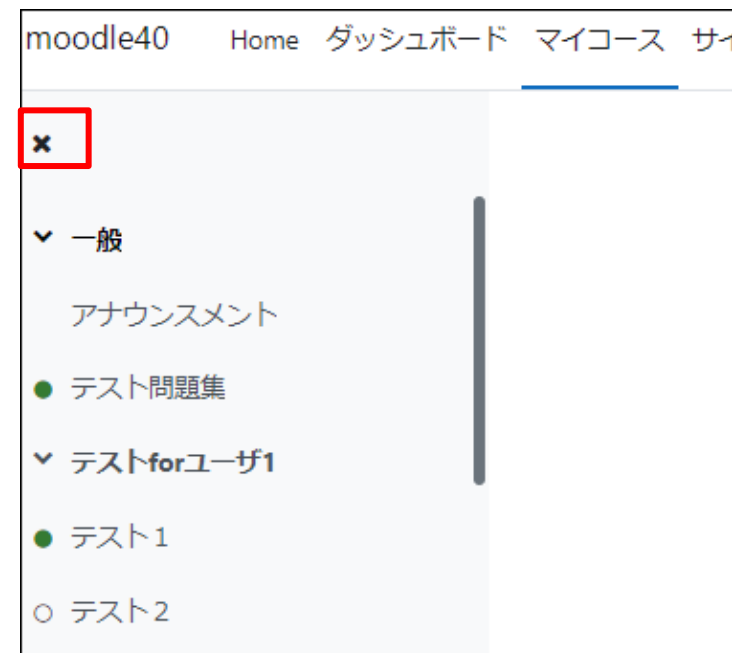 moodle40 Home ダッシュボード マイコース サイ
一般
アナウンスメント
テスト問題集
テストforユーザ1
テスト1
テスト2